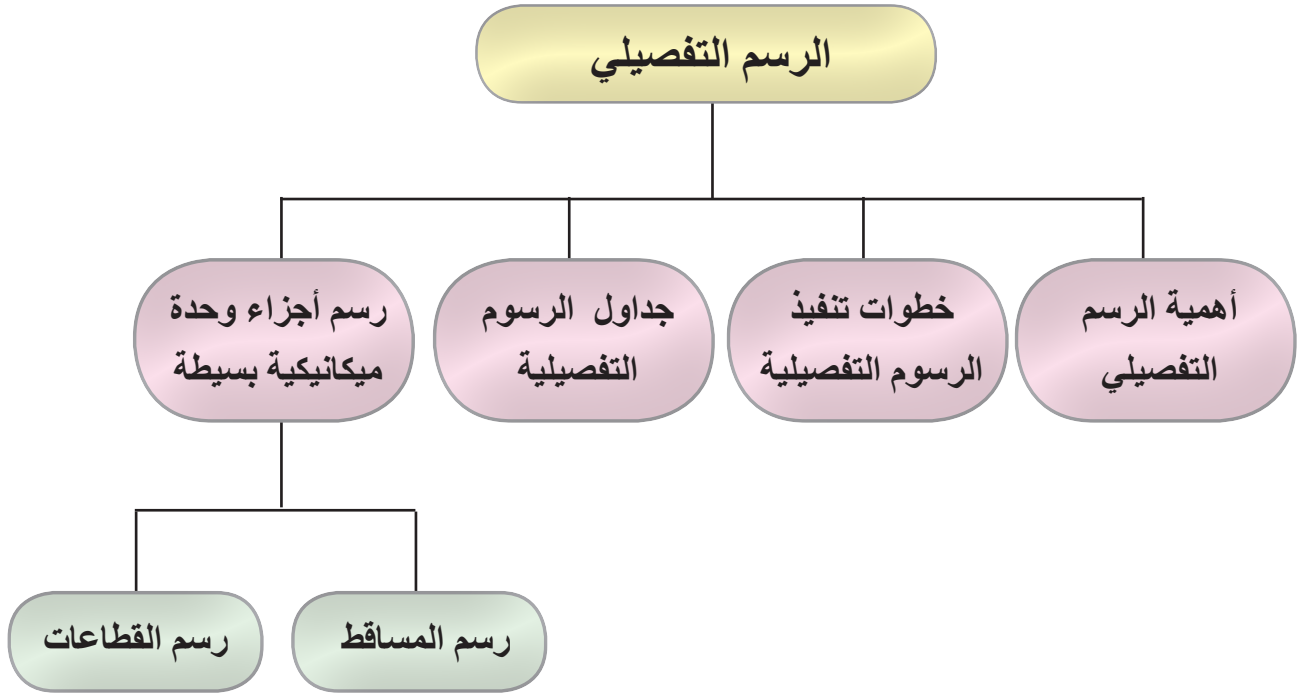 الرسم التفصيلي
أهمية الرسم
التفصيلي
خطوات تنفيذ
الرسوم التفصيلية
جداول الرسوم
التفصيلية
رسم أجزاء وحدة
ميكانيكية بسيطة
رسم المساقط
رسم القطاعات